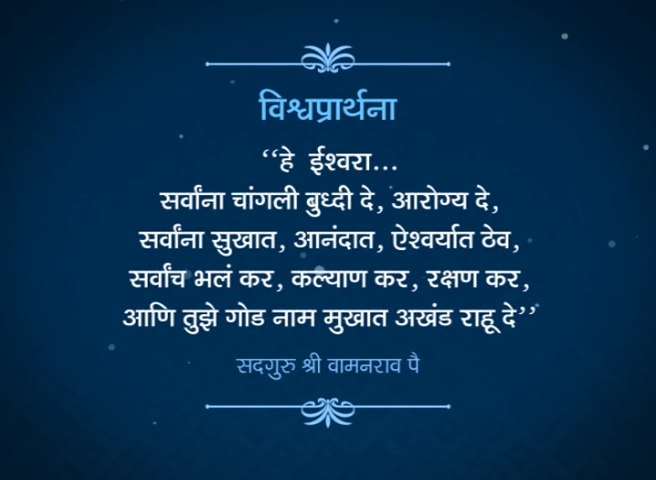 विश्वप्रार्थना
‘‘हे ईश्वरा...
सर्वांना चांगली बुध्दी दे, आरोग्य दे,
सर्वांना सुखात, आनंदात, ऐश्वर्यात ठेव,
सर्वांच भलं कर, कल्याण कर, रक्षण कर,
आणि तुझे गोड नाम मुखात अखंड राहू दे’’
सदगुरु श्री वामनराव पै